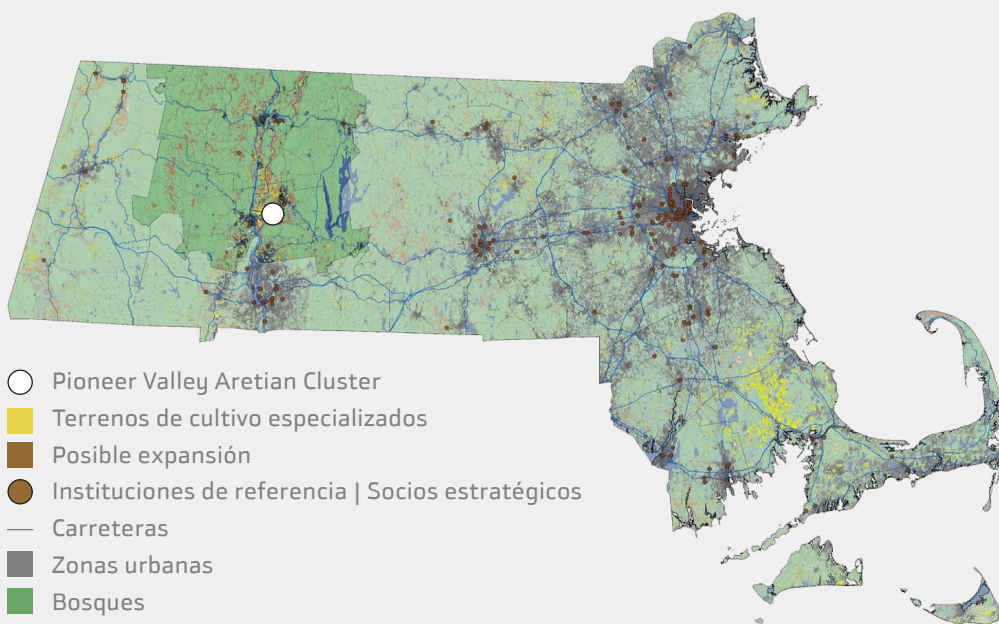 Pioneer Valley Aretian Cluster
Terrenos de cultivo especializados
Posible expansión
Instituciones de referencia | Socios estratégicos
Carreteras
Zonas urbanas
Bosques